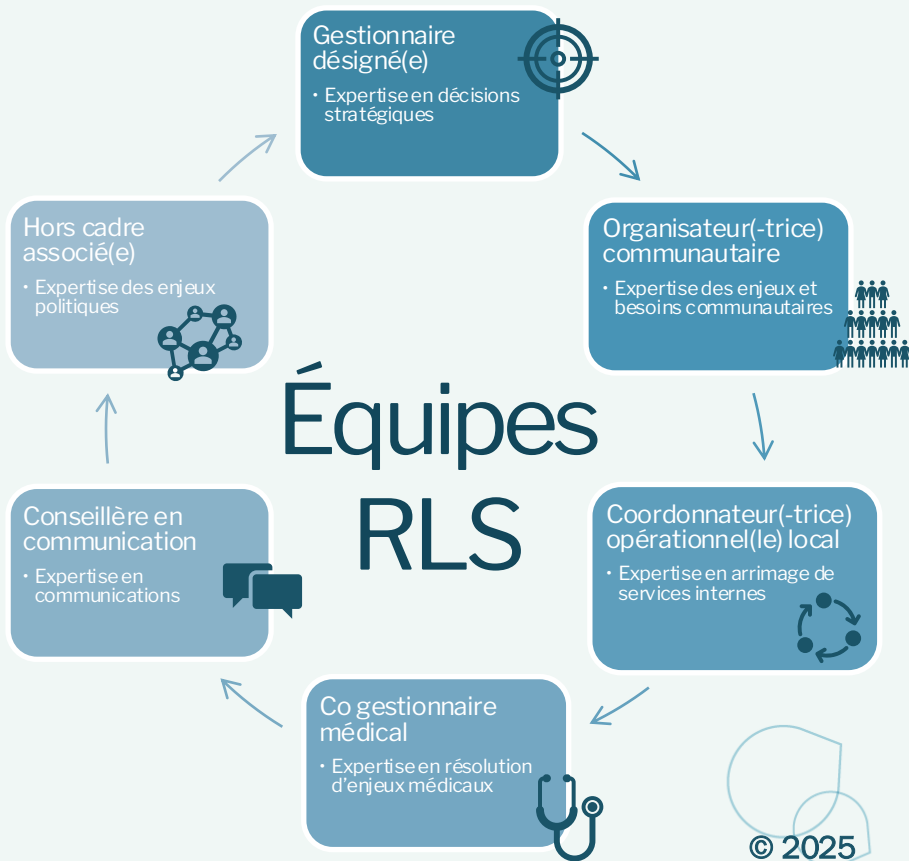 Gestionnaire
désigné(e)
• Expertise en décisions
stratégiques
Organisateur(-trice)
communautaire
• Expertise des enjeux et
besoins communautaires
Coordonnateur(-trice)
opérationnel(le) local
• Expertise en arrimage de
services internes
Co gestionnaire
médical
• Expertise en résolution
d'enjeux médicaux
Conseillère en
communication
• Expertise en
communications
Hors cadre
associé(e)
• Expertise des enjeux
politiques
Équipes
RLS
© 2025